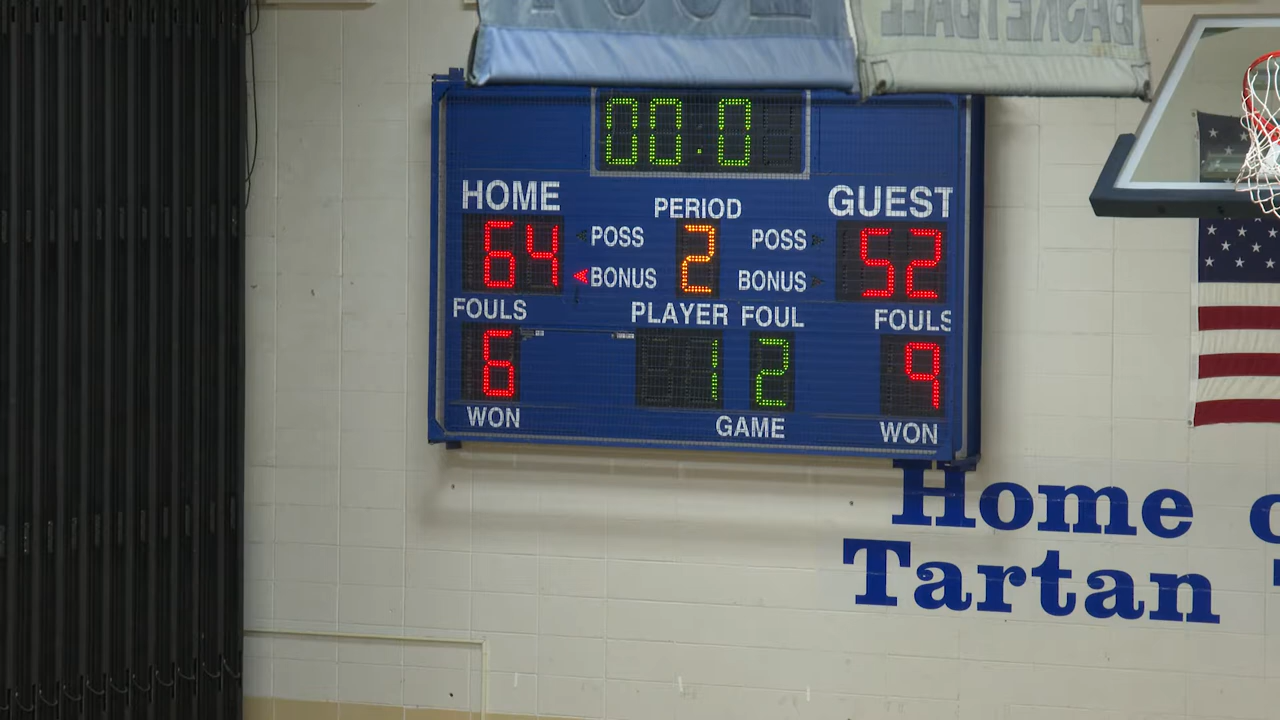 BASKETBALL
00.0
HOME PERIOD GUEST
64 POSS 2 POSS 52
BONUS BONUS
FOULS PLAYER FOUL FOULS
6 1 2 9
WON GAME WON
Home
Tartan